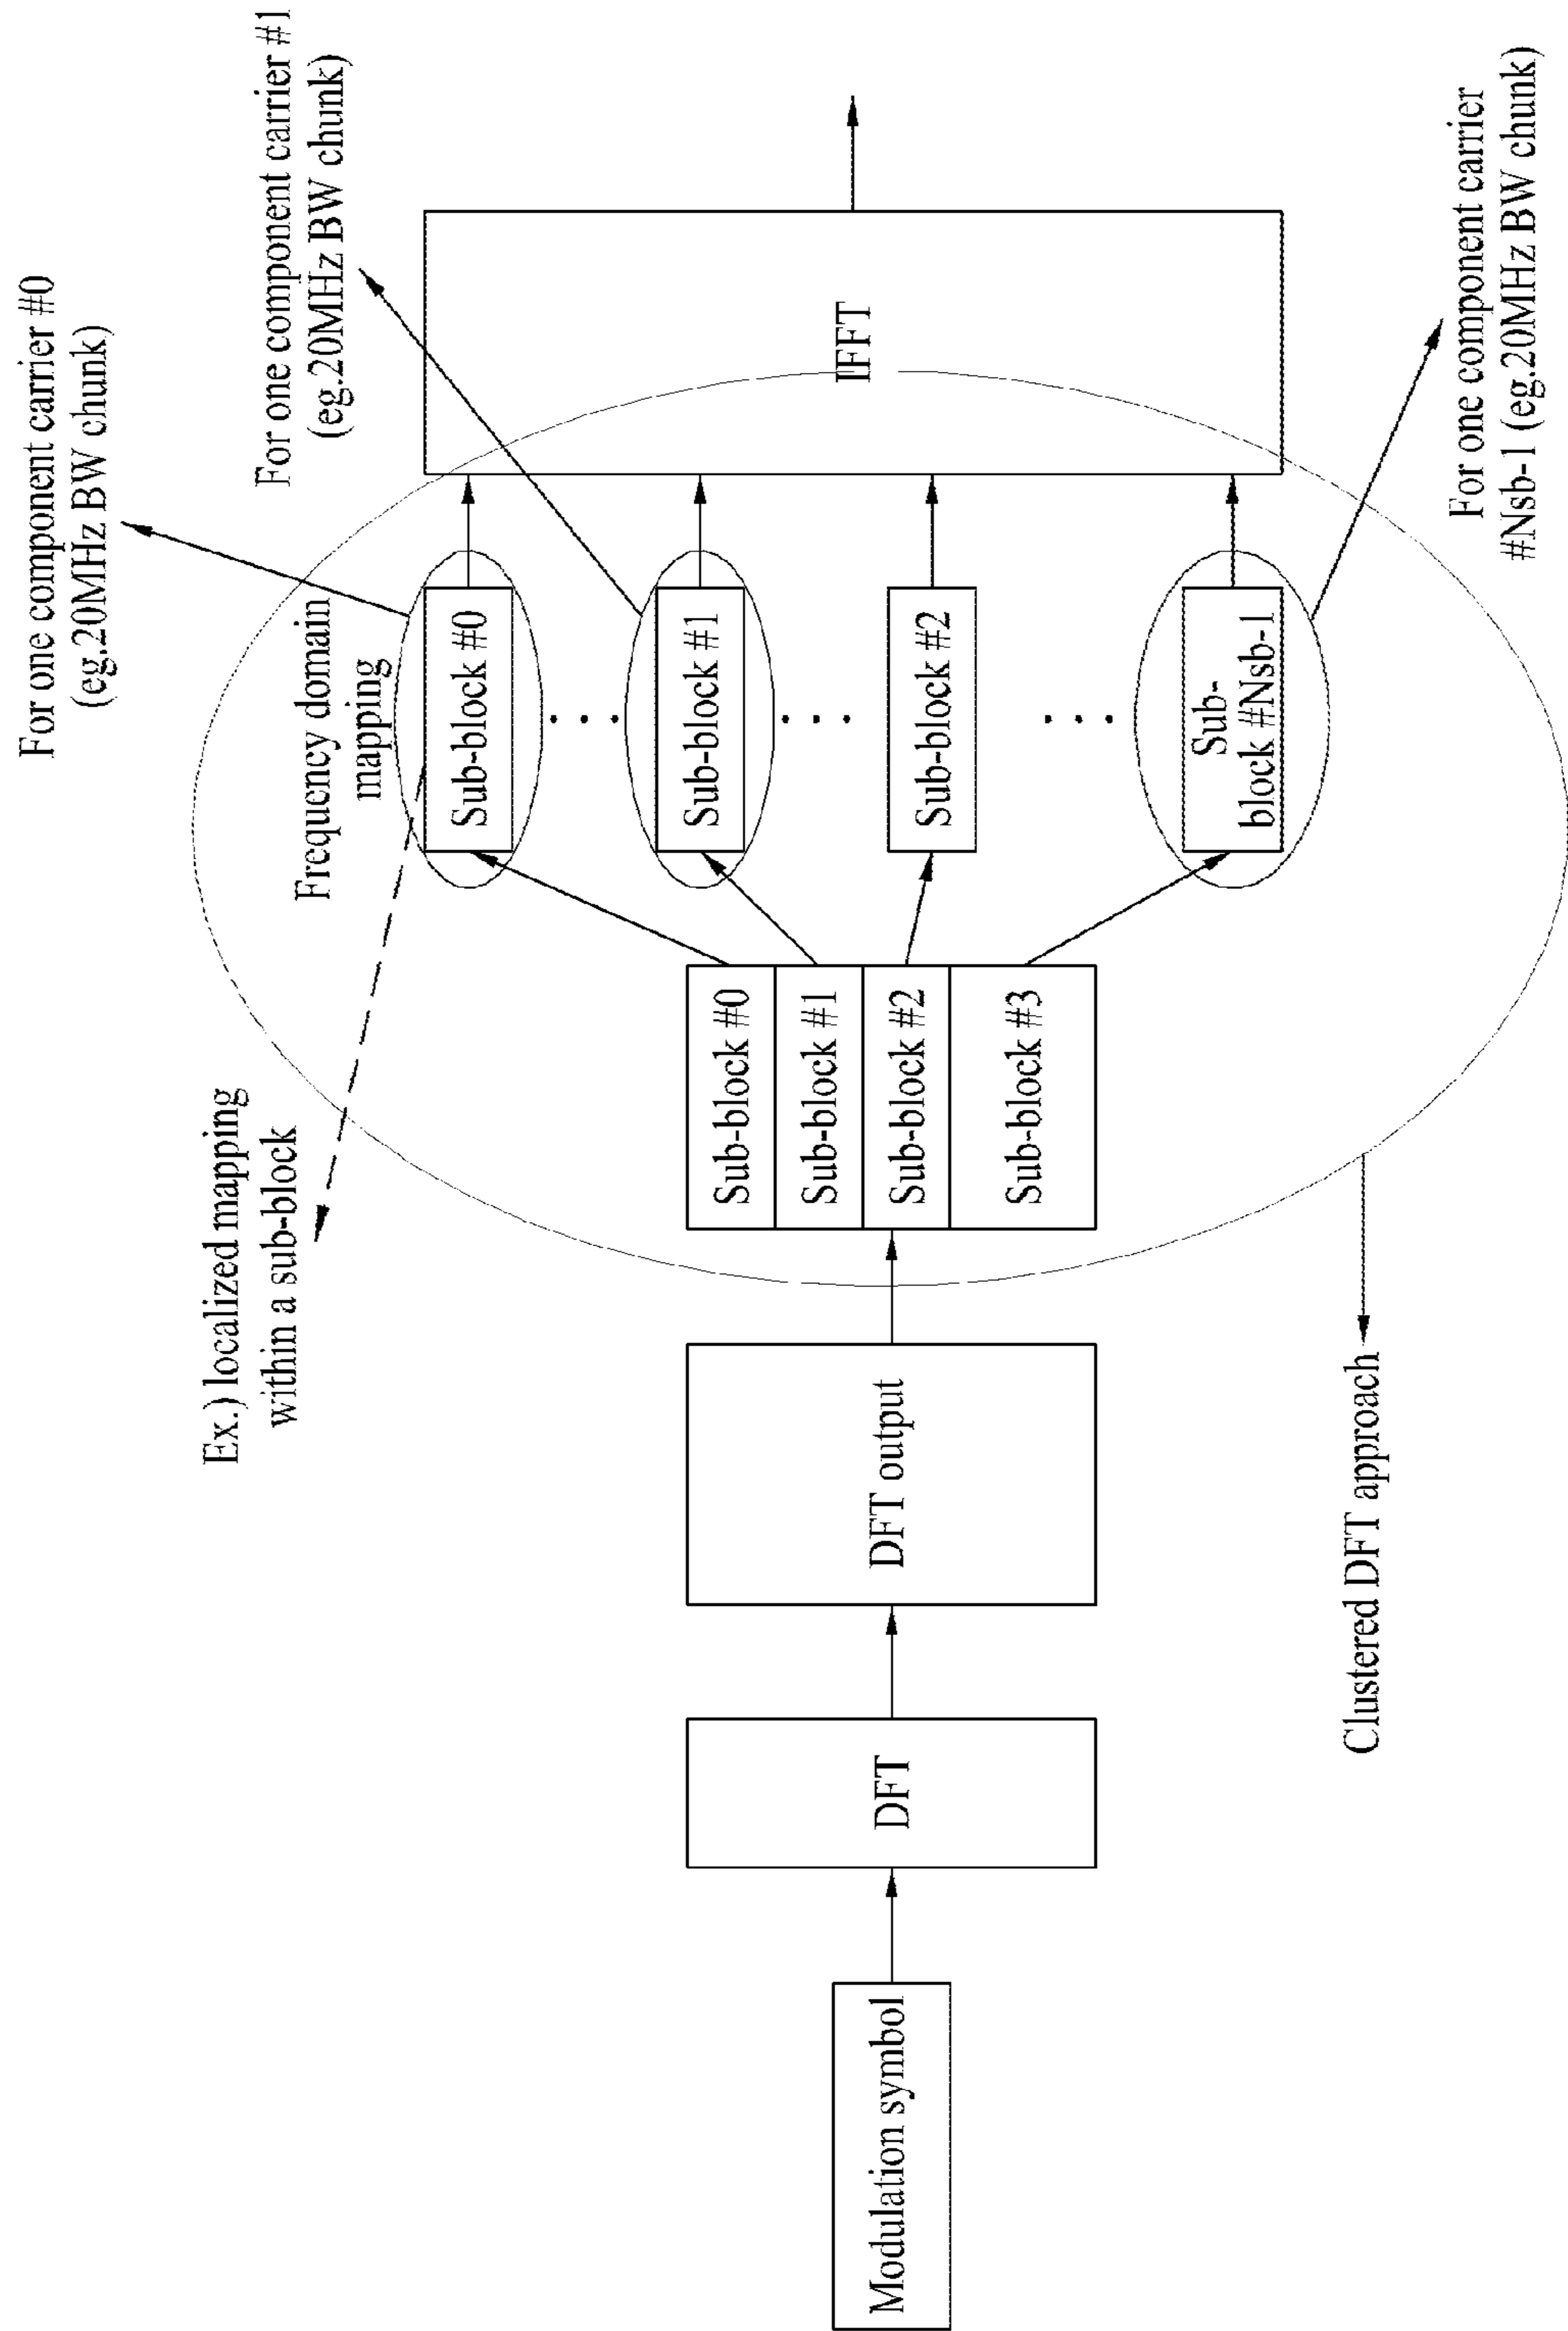 For one component carrier #0
(eg.20MHz BW chunk)
For one component carrier #1
(eg.20MHz BW chunk)
Ex.) localized mapping
within a sub-block
Frequency domain
mapping
Modulation symbol
DFT
DFT output
Sub-block #0
Sub-block #1
Sub-block #2
Sub-block #3
Sub-block #0
Sub-block #1
Sub-block #2
Sub-
block #Nsb-1
IFFT
Clustered DFT approach
For one component carrier
#Nsb-1 (eg.20MHz BW chunk)